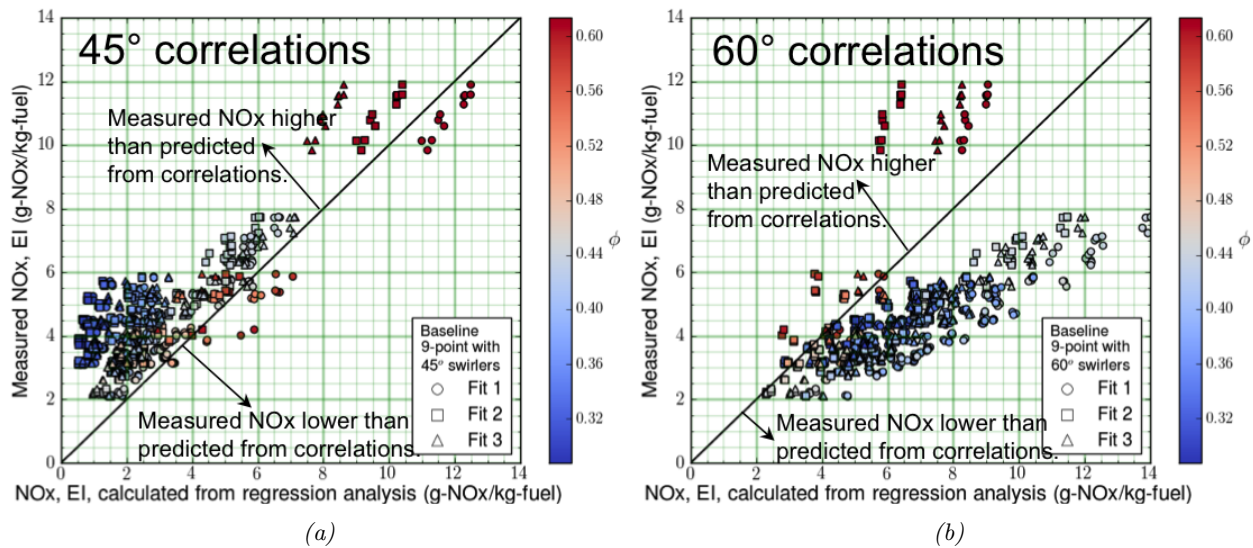 45° correlations
Measured NOx higher
than predicted
from correlations.
Measured NOx lower than
predicted from correlations.
Baseline
9-point with
45° swirlers
Fit 1
Fit 2
Fit 3
Measured NOx, EI (g-NOx/kg-fuel)
14
12
10
8
6
4
2
0
0 2 4 6 8 10 12 14
NOx, EI, calculated from regression analysis (g-NOx/kg-fuel)
0.60
0.56
0.52
0.48
0.44
0.40
0.36
0.32
ϕ
(a)
60° correlations
Measured NOx higher
than predicted
from correlations.
Measured NOx lower than
predicted from correlations.
Baseline
9-point with
60° swirlers
Fit 1
Fit 2
Fit 3
Measured NOx, EI (g-NOx/kg-fuel)
14
12
10
8
6
4
2
0
0 2 4 6 8 10 12 14
NOx, EI, calculated from regression analysis (g-NOx/kg-fuel)
0.60
0.56
0.52
0.48
0.44
0.40
0.36
0.32
ϕ
(b)